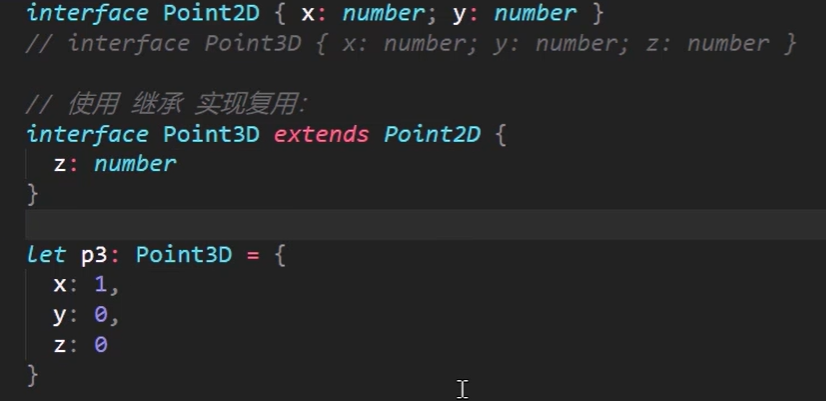 interface Point2D { x: number; y: number }
// interface Point3D { x: number; y: number; z: number }
// 使用 继承 实现复用:
interface Point3D extends Point2D {
z: number
}
let p3: Point3D = {
x: 1,
y: 0,
z: 0
}